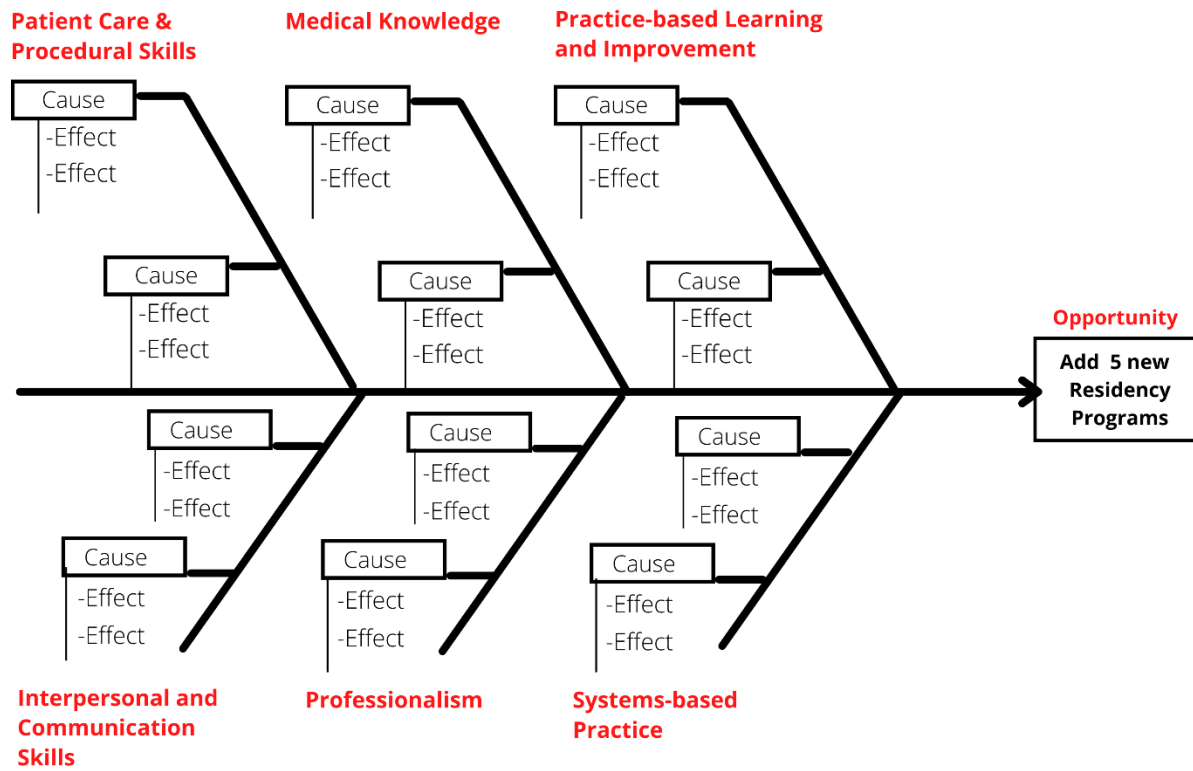 Patient Care &
Procedural Skills
Medical Knowledge
Practice-based Learning
and Improvement
Cause
-Effect
-Effect
Cause
-Effect
-Effect
Cause
-Effect
-Effect
Cause
-Effect
-Effect
Cause
-Effect
-Effect
Cause
-Effect
-Effect
Opportunity
Add 5 new
Residency
Programs
Cause
-Effect
-Effect
Cause
-Effect
-Effect
Cause
-Effect
-Effect
Cause
-Effect
-Effect
Cause
-Effect
-Effect
Cause
-Effect
-Effect
Interpersonal and
Communication
Skills
Professionalism
Systems-based
Practice